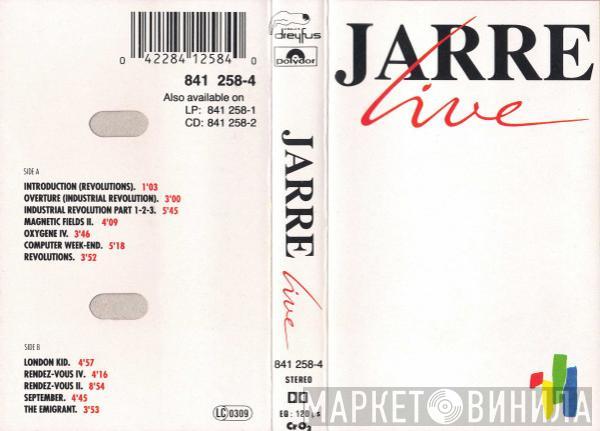 0 42284 12584 0
841 258-4
Also available on
LP: 841 258-1
CD: 841 258-2
SIDE A
INTRODUCTION (REVOLUTIONS). 1'03
OVERTURE (INDUSTRIAL REVOLUTION). 3'00
INDUSTRIAL REVOLUTION PART 1-2-3. 5'45
MAGNETIC FIELDS II. 4'09
OXYGENE IV. 3'46
COMPUTER WEEK-END. 5'18
REVOLUTIONS. 3'52
SIDE B
LONDON KID. 4'57
RENDEZ-VOUS IV. 4'16
RENDEZ-VOUS II. 8'54
SEPTEMBER. 4'45
THE EMIGRANT. 3'53
LC 0309
dreyfus
Polydor
JARRE
live
841 258-4
STEREO
EQ: 120 µs
CrO2
JARRE
live
МАРКЕТ ВИНИЛА